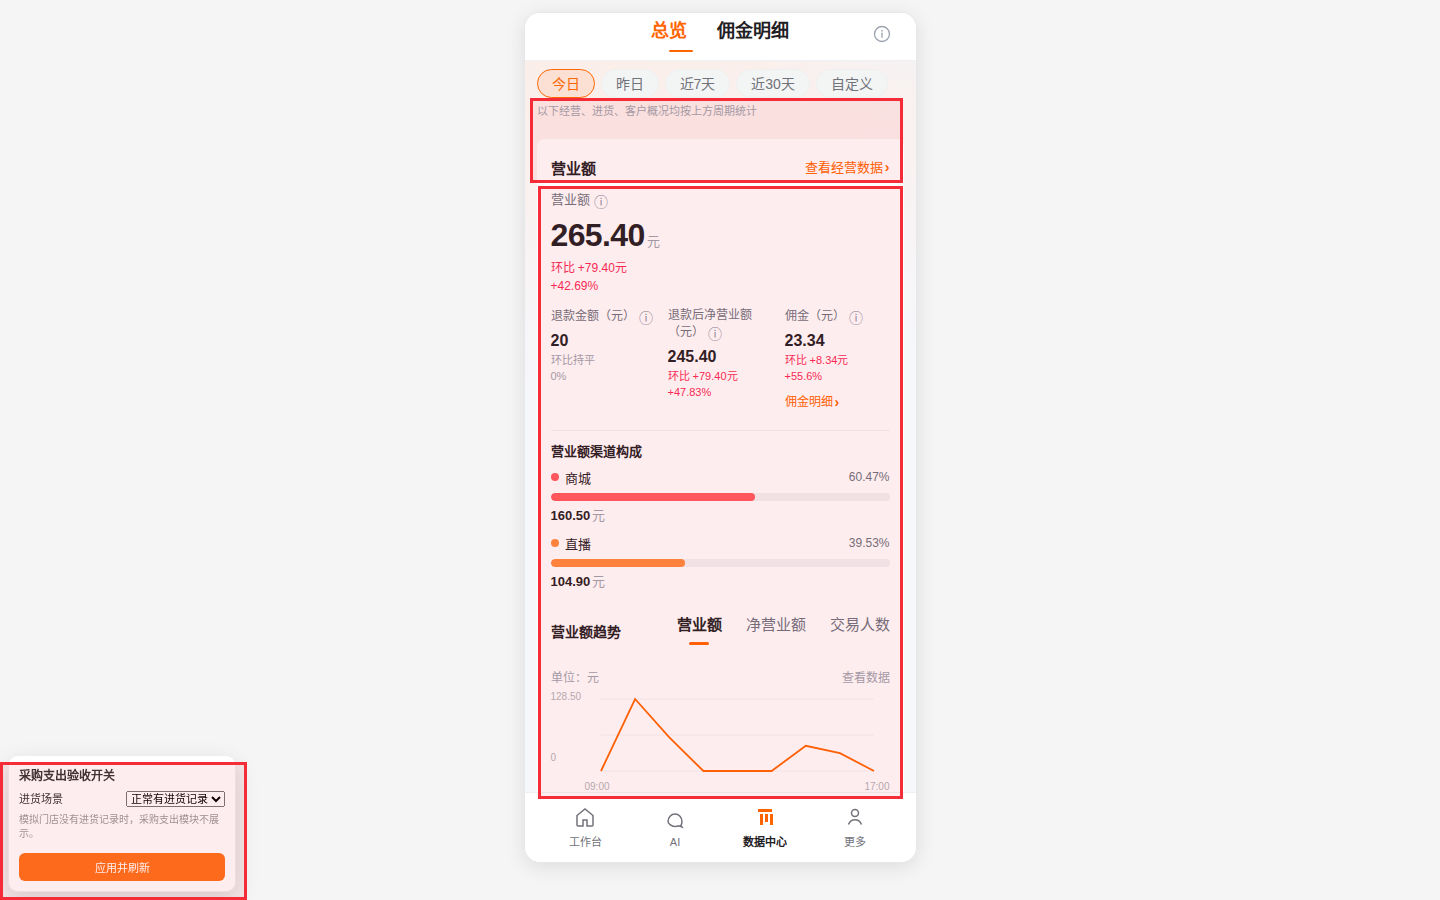 总览 佣金明细
今日 昨日 近7天 近30天 自定义
以下经营、进货、客户概况均按上方周期统计
营业额 查看经营数据›
营业额
265.40元
环比 +79.40元
+42.69%
退款金额（元）
20
环比持平
0%
退款后净营业额
（元）
245.40
环比 +79.40元
+47.83%
佣金（元）
23.34
环比 +8.34元
+55.6%
佣金明细›
营业额渠道构成
商城 60.47%
160.50元
直播 39.53%
104.90元
营业额趋势 营业额 净营业额 交易人数
单位：元 查看数据
128.50
0
09:00 17:00
工作台 AI 数据中心 更多
采购支出验收开关
进货场景 正常有进货记录
模拟门店没有进货记录时，采购支出模块不展
示。
应用并刷新